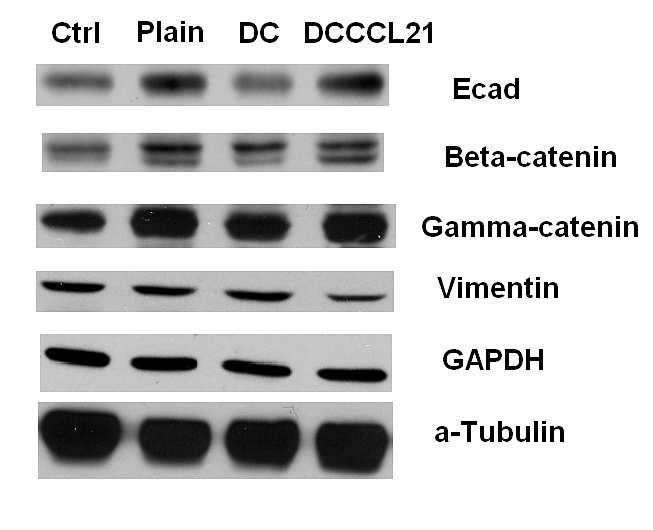 Ctrl Plain DC DCCCL21
Ecad
Beta-catenin
Gamma-catenin
Vimentin
GAPDH
a-Tubulin